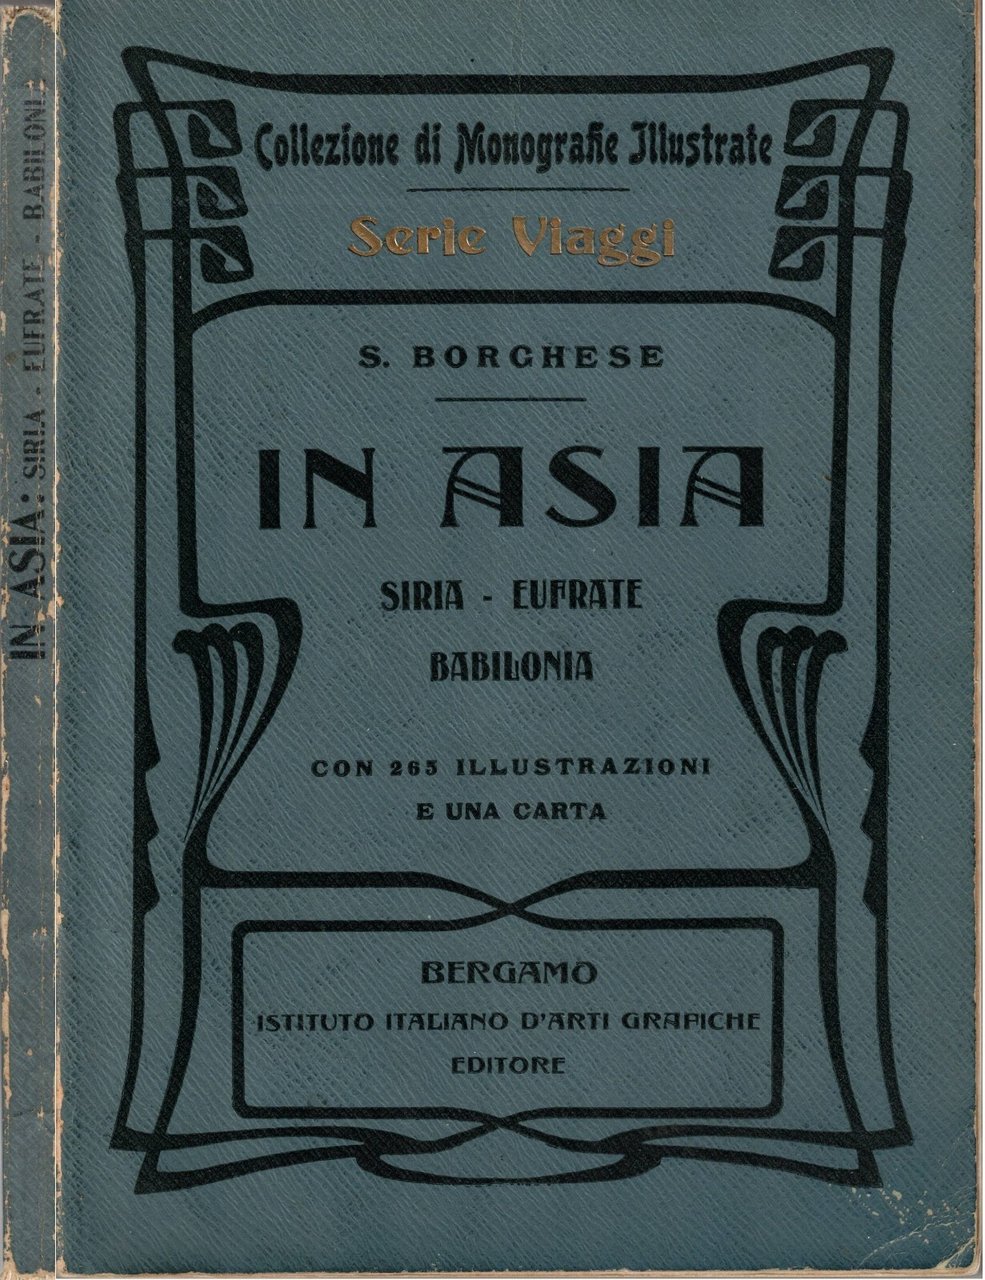 Collezione di Monografie Illustrate
Serie Viaggi
S. BORGHESE
IN ASIA
SIRIA - EUFRATE
BABILONIA
CON 265 ILLUSTRAZIONI
E UNA CARTA
BERGAMO
ISTITUTO ITALIANO D'ARTI GRAFICHE
EDITORE
IN ASIA: SIRIA - EUFRATE - BABILONIA